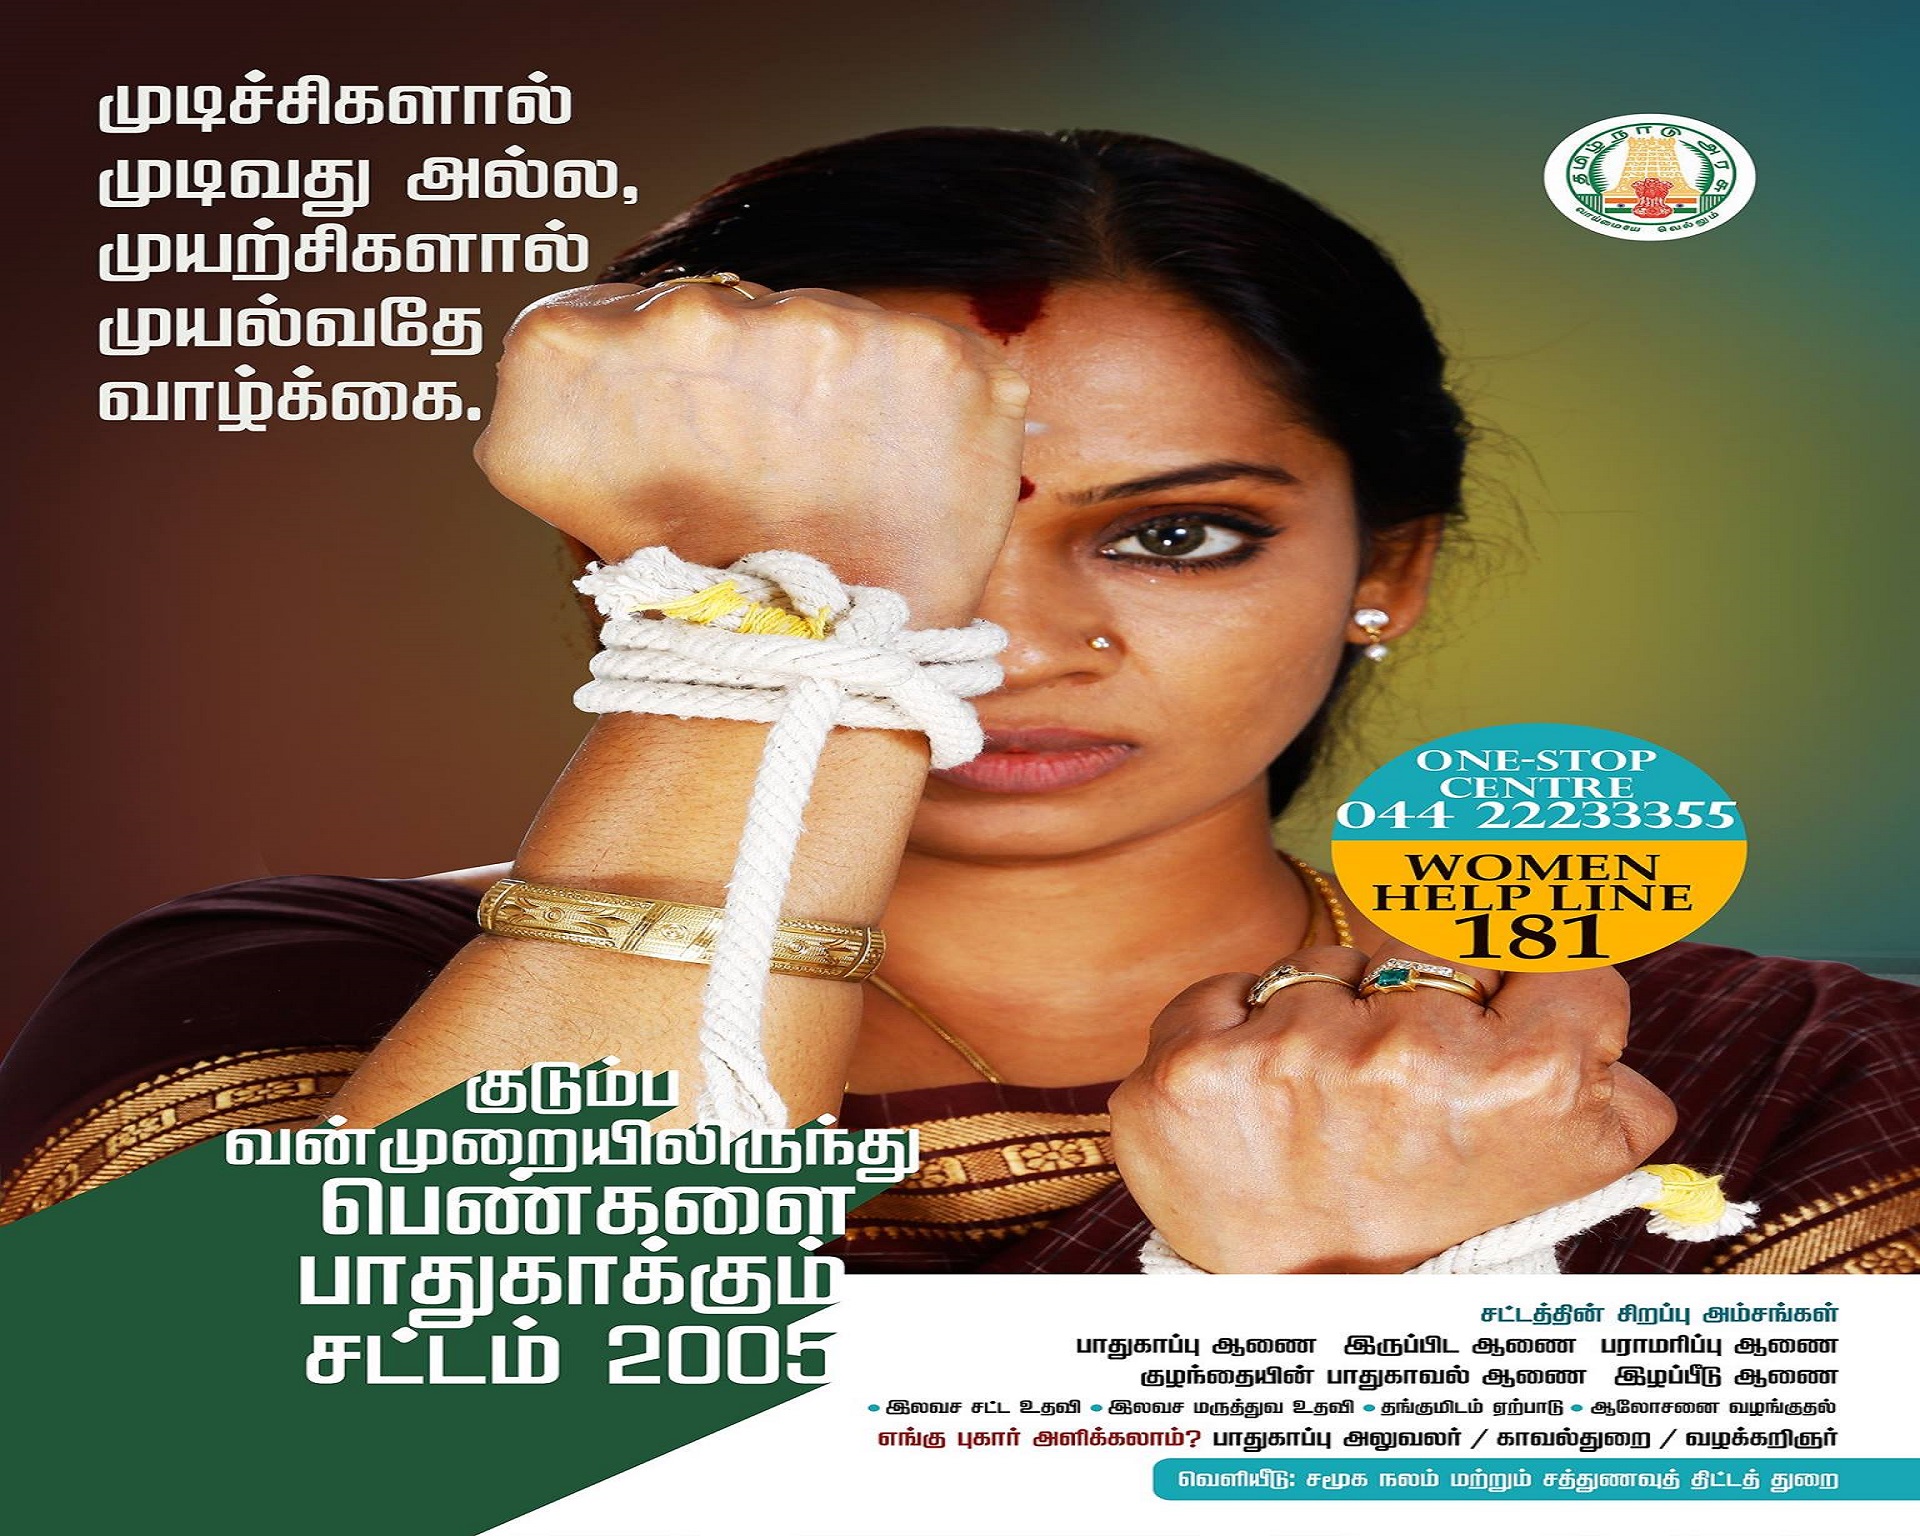 முடிச்சிகளால்
முடிவது அல்ல,
முயற்சிகளால்
முயல்வதே
வாழ்க்கை.
தமிழ்நாடு அரசு
வாய்மையே வெல்லும்
ONE-STOP
CENTRE
044 22233355
WOMEN
HELP LINE
181
குடும்ப
வன்முறையிலிருந்து
பெண்களை
பாதுகாக்கும்
சட்டம் 2005
சட்டத்தின் சிறப்பு அம்சங்கள்
பாதுகாப்பு ஆணை இருப்பிட ஆணை பராமரிப்பு ஆணை
குழந்தையின் பாதுகாவல் ஆணை இழப்பீடு ஆணை
• இலவச சட்ட உதவி • இலவச மருத்துவ உதவி • தங்குமிடம் ஏற்பாடு • ஆலோசனை வழங்குதல்
எங்கு புகார் அளிக்கலாம்? பாதுகாப்பு அலுவலர் / காவல்துறை / வழக்கறிஞர்
வெளியீடு: சமூக நலம் மற்றும் சத்துணவுத் திட்டத் துறை